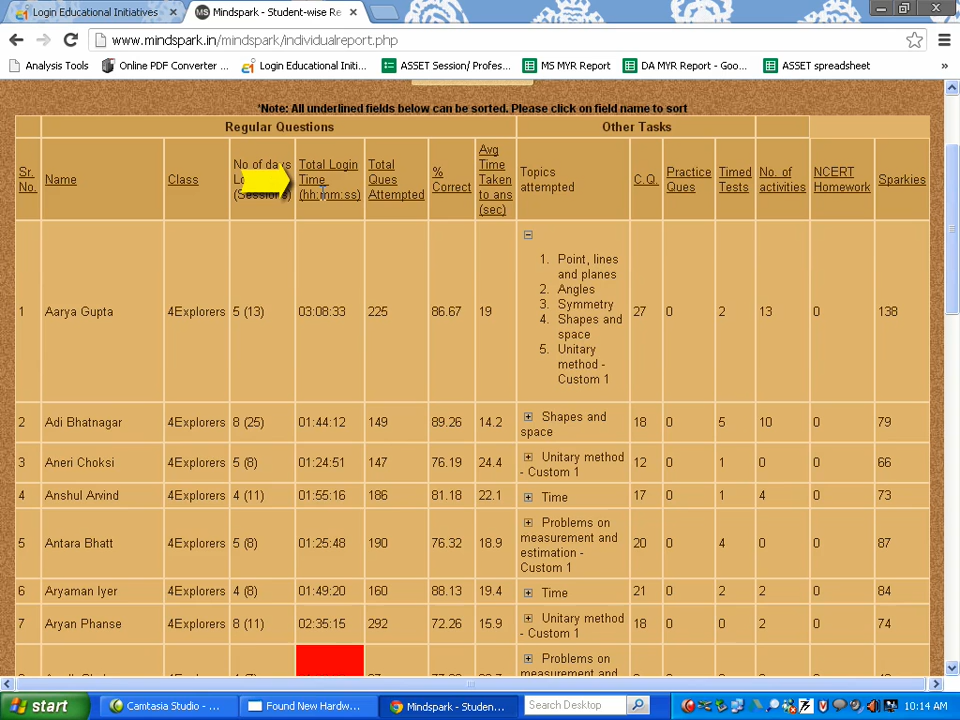 Login Educational Initiatives
Mindspark - Student-wise Re
www.mindspark.in/mindspark/individualreport.php
Analysis Tools
Online PDF Converter ...
Login Educational Initi...
ASSET Session/ Profes...
MS MYR Report
DA MYR Report - Goo...
ASSET spreadsheet
»
*Note: All underlined fields below can be sorted. Please click on field name to sort
Regular Questions Other Tasks
Sr. No.
Name
Class
No of days
(Sessions)
Total Login Time (hh:mm:ss)
Total Ques Attempted
% Correct
Avg Time Taken to ans (sec)
Topics attempted
C.Q.
Practice Ques
Timed Tests
No. of activities
NCERT Homework
Sparkies
1 Aarya Gupta 4Explorers 5 (13) 03:08:33 225 86.67 19
1. Point, lines
and planes
2. Angles
3. Symmetry
4. Shapes and
space
5. Unitary
method -
Custom 1
27 0 2 13 0 138
2 Adi Bhatnagar 4Explorers 8 (25) 01:44:12 149 89.26 14.2 Shapes and
space
18 0 5 10 0 79
3 Aneri Choksi 4Explorers 5 (8) 01:24:51 147 76.19 24.4 Unitary method
- Custom 1
12 0 1 0 0 66
4 Anshul Arvind 4Explorers 4 (11) 01:55:16 186 81.18 22.1 Time 17 0 1 4 0 73
5 Antara Bhatt 4Explorers 5 (8) 01:25:48 190 76.32 18.9 Problems on
measurement and
estimation -
Custom 1
20 0 4 0 0 87
6 Aryaman Iyer 4Explorers 4 (8) 01:49:20 160 88.13 19.4 Time 21 0 2 2 0 84
7 Aryan Phanse 4Explorers 8 (11) 02:35:15 292 72.26 15.9 Unitary method
- Custom 1
18 0 0 2 0 74
Problems on
measurement and
start
Camtasia Studio - ...
Found New Hardw...
Mindspark - Studen...
Search Desktop
10:14 AM